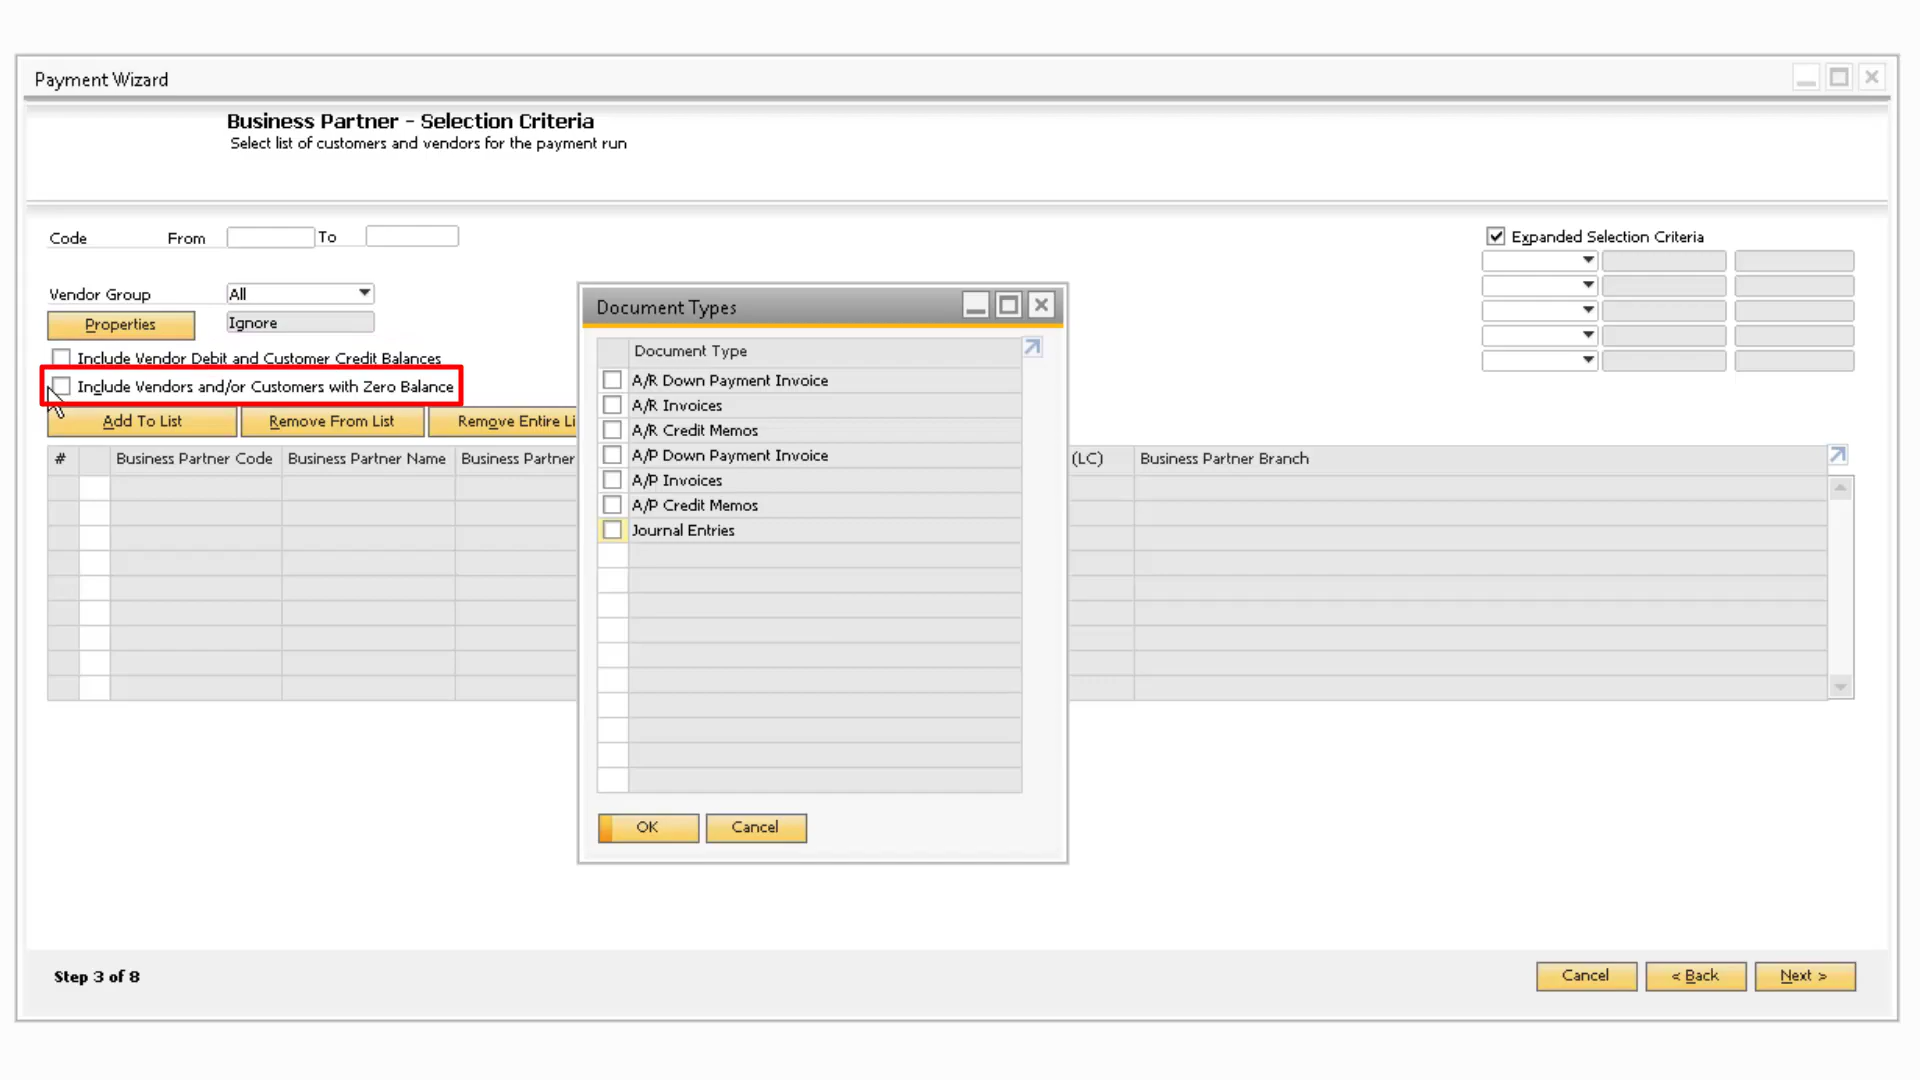 Payment Wizard
Business Partner - Selection Criteria
Select list of customers and vendors for the payment run
Code From To
Expanded Selection Criteria
Vendor Group All
Properties Ignore
Include Vendor Debit and Customer Credit Balances
Include Vendors and/or Customers with Zero Balance
Add To List Remove From List Remove Entire Li
# Business Partner Code Business Partner Name Business Partner (LC) Business Partner Branch
Document Types
Document Type
A/R Down Payment Invoice
A/R Invoices
A/R Credit Memos
A/P Down Payment Invoice
A/P Invoices
A/P Credit Memos
Journal Entries
OK Cancel
Step 3 of 8
Cancel < Back Next >